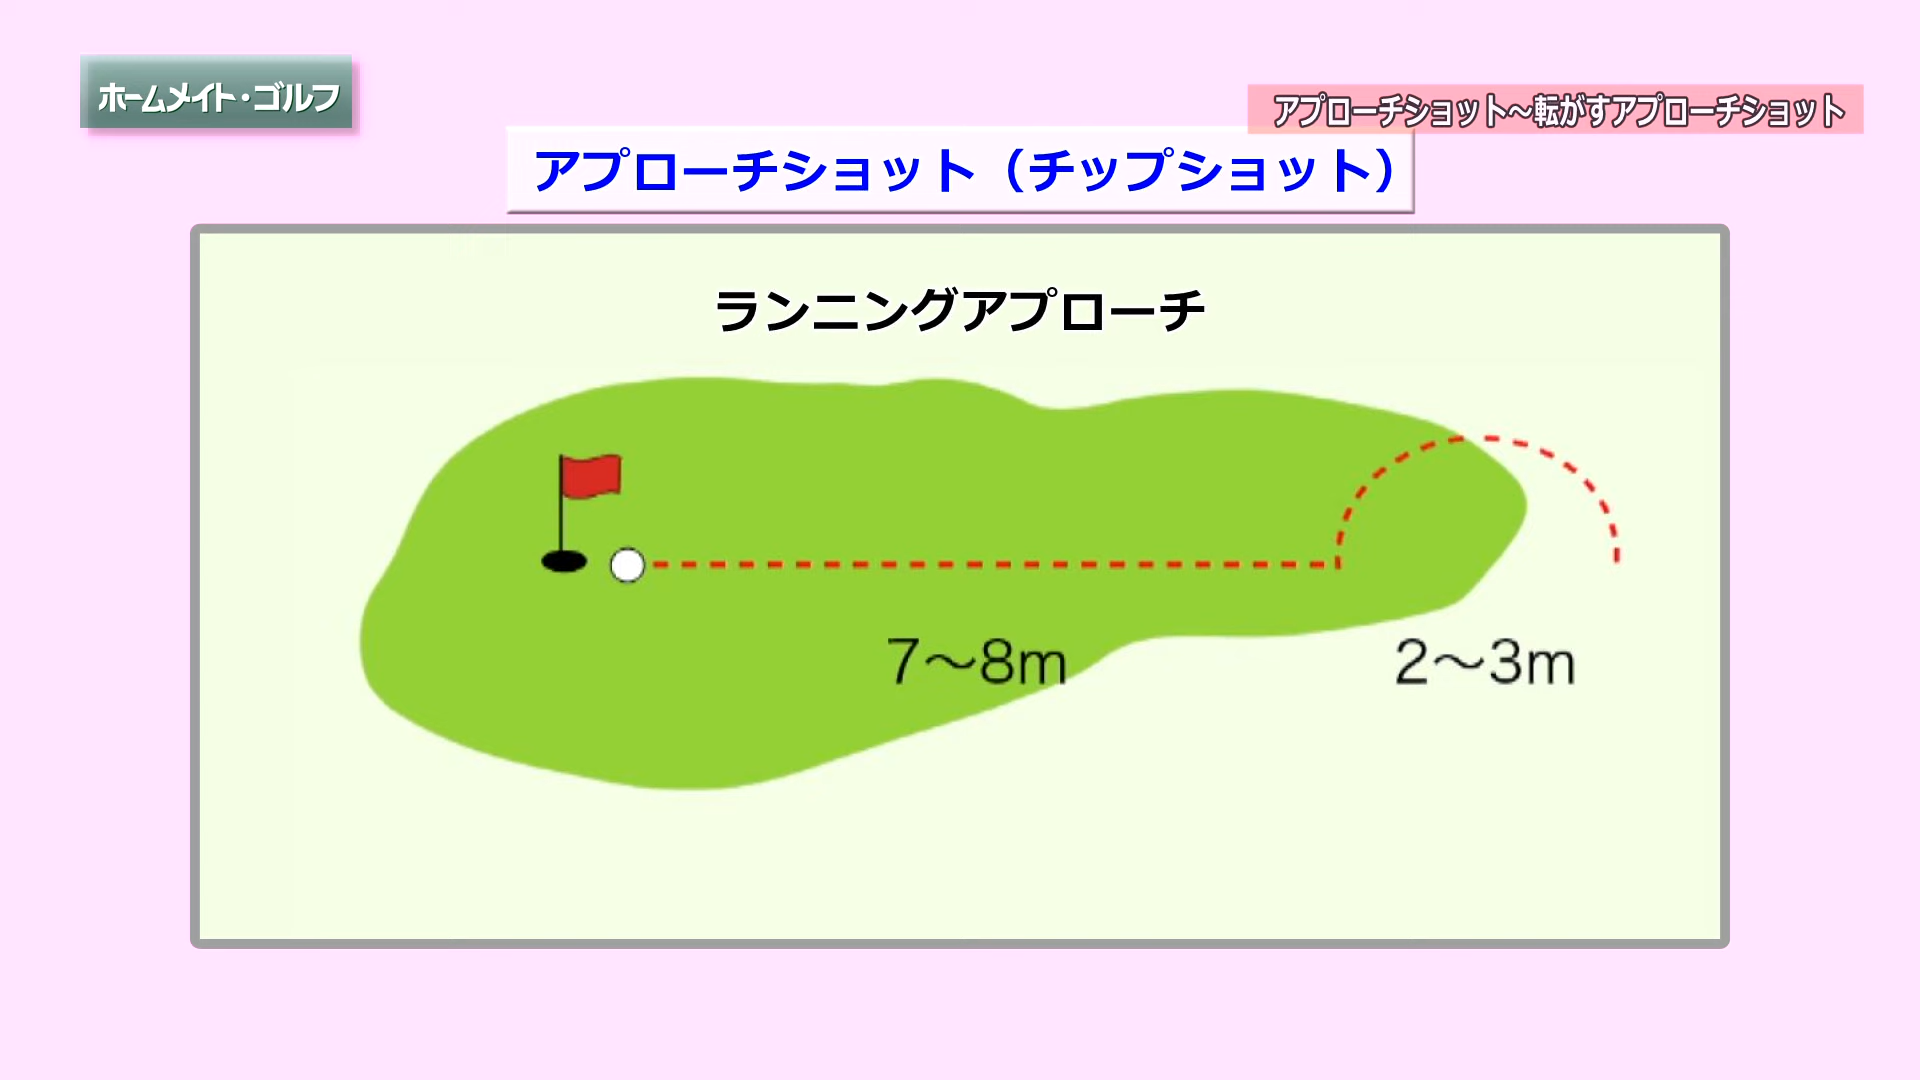 ホームメイト・ゴルフ
アプローチショット～転がすアプローチショット
アプローチショット（チップショット）
ランニングアプローチ
7～8m
2～3m